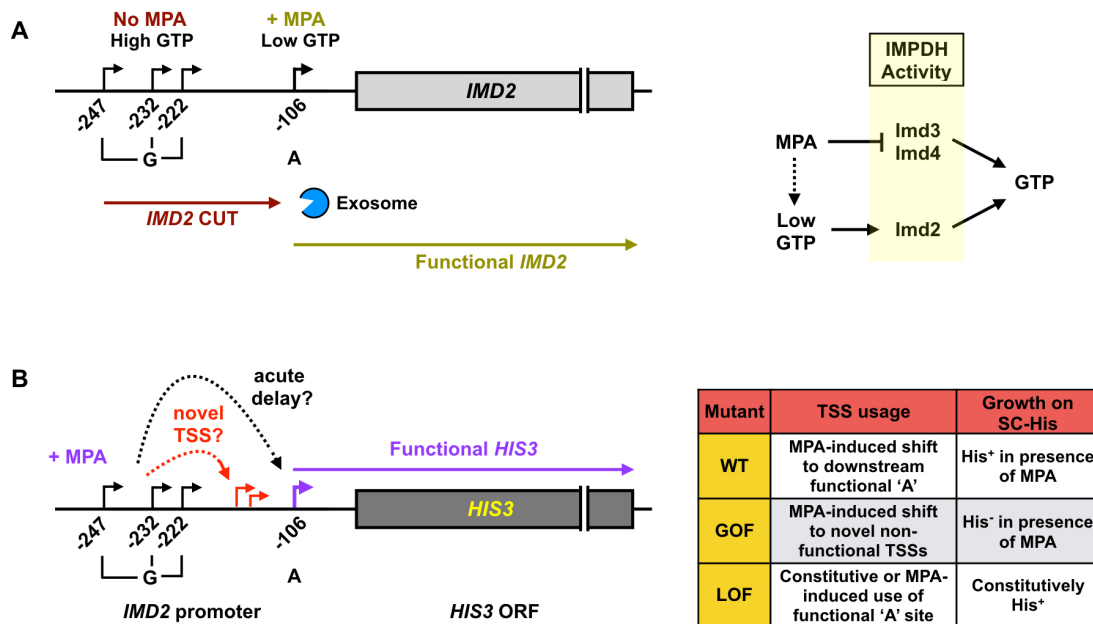 A
No MPA
High GTP
+ MPA
Low GTP
IMD2
-247
-232
-222
-106
G
A
IMD2 CUT
Exosome
Functional IMD2
IMPDH
Activity
MPA
Imd3
Imd4
GTP
Low
GTP
Imd2
B
+ MPA
novel
TSS?
acute
delay?
Functional HIS3
HIS3
-247
-232
-222
-106
G
A
IMD2 promoter
HIS3 ORF
Mutant
TSS usage
Growth on
SC-His
WT
MPA-induced shift
to downstream
functional ‘A’
His+ in presence
of MPA
GOF
MPA-induced shift
to novel non-
functional TSSs
His- in presence
of MPA
LOF
Constitutive or MPA-
induced use of
functional ‘A’ site
Constitutively
His+